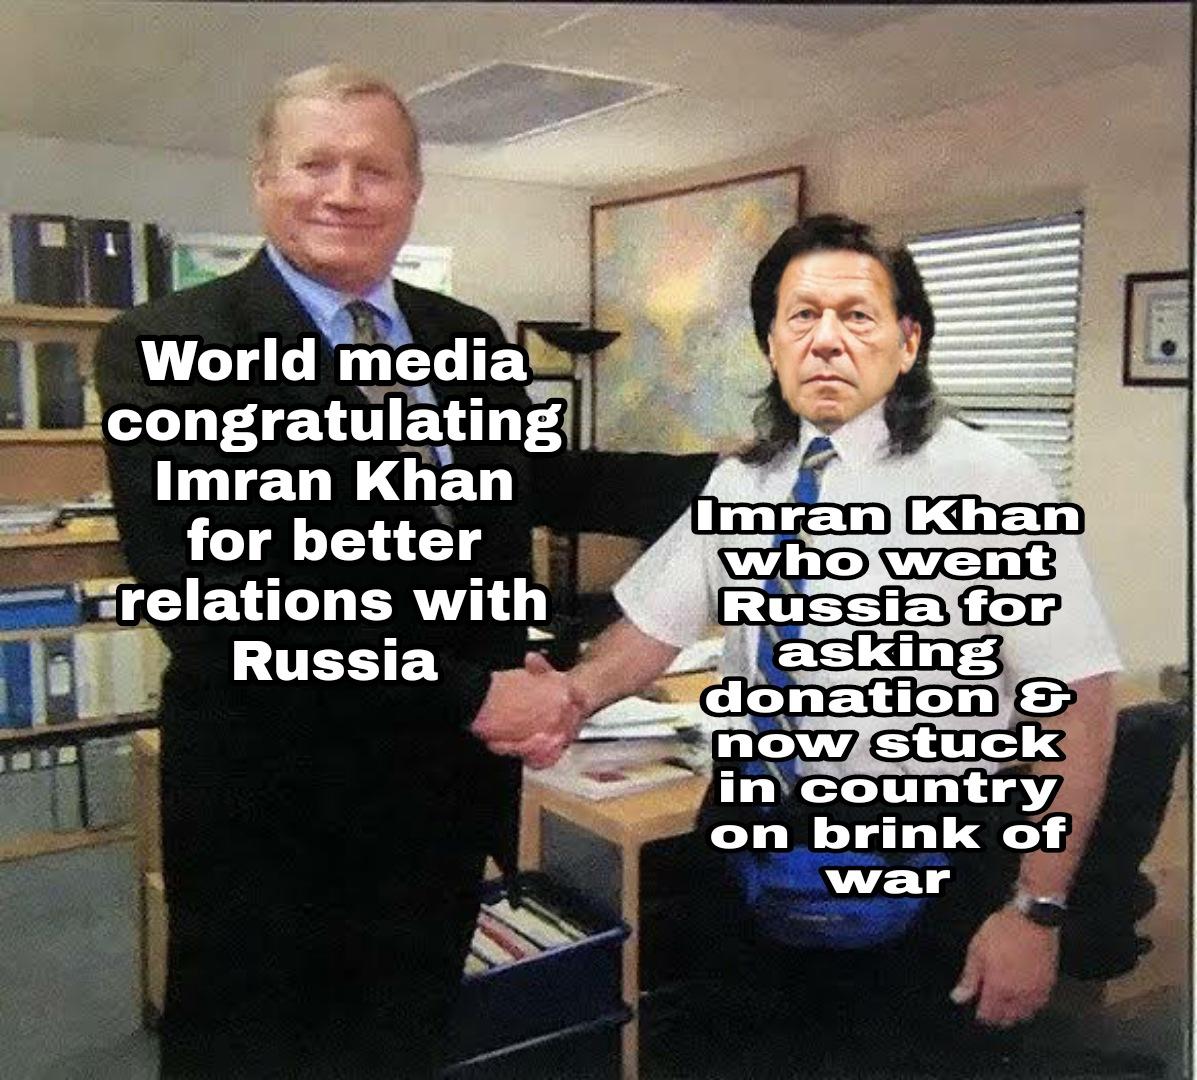 World media
congratulating
Imran Khan
for better
relations with
Russia
Imran Khan
who went
Russia for
asking
donation &
now stuck
in country
on brink of
war